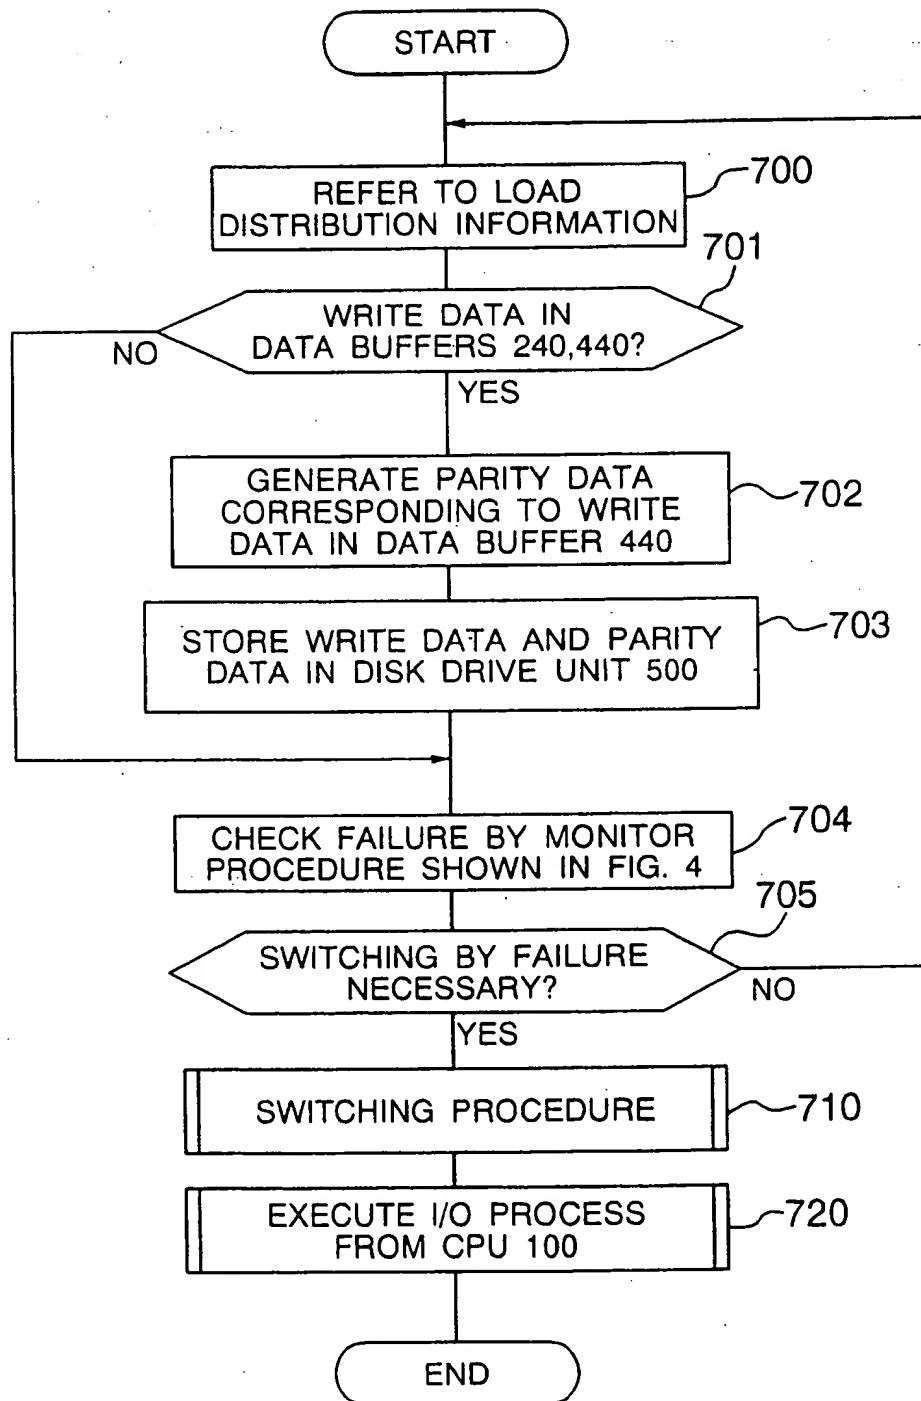 START
700
REFER TO LOAD
DISTRIBUTION INFORMATION
701
WRITE DATA IN
DATA BUFFERS 240,440?
NO
YES
GENERATE PARITY DATA
CORRESPONDING TO WRITE
DATA IN DATA BUFFER 440
702
STORE WRITE DATA AND PARITY
DATA IN DISK DRIVE UNIT 500
703
CHECK FAILURE BY MONITOR
PROCEDURE SHOWN IN FIG. 4
704
705
SWITCHING BY FAILURE
NECESSARY?
NO
YES
SWITCHING PROCEDURE
710
EXECUTE I/O PROCESS
FROM CPU 100
720
END